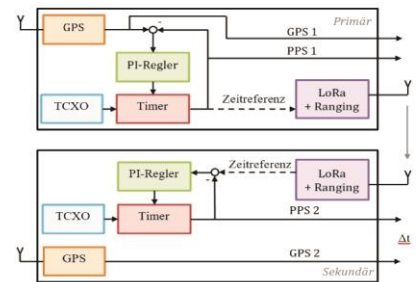 Primär
GPS
-
GPS 1
PPS 1
PI-Regler
TCXO
Timer
Zeitreferenz
LoRa
+ Ranging
PI-Regler
-
Zeitreferenz
LoRa
+ Ranging
TCXO
Timer
PPS 2
Δt
GPS
GPS 2
Sekundär